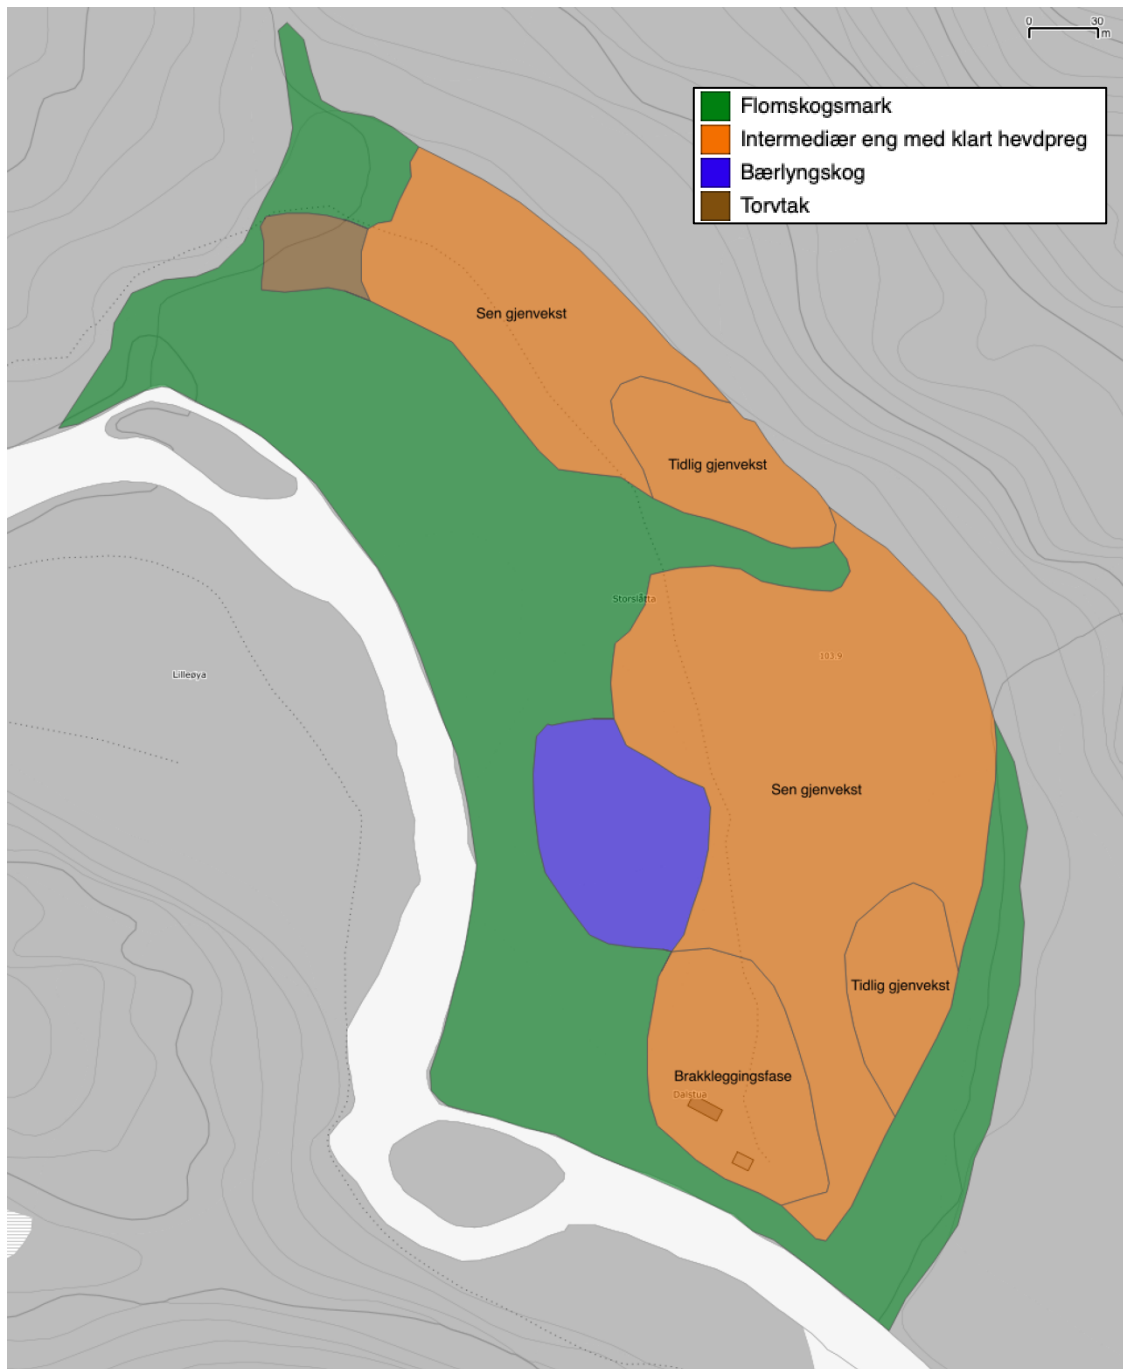 0 30
m
Flomskogsmark
Intermediær eng med klart hevdpreg
Bærlyngskog
Torvtak
Sen gjenvekst
Tidlig gjenvekst
Storslåtta
103.9
Lilleøya
Sen gjenvekst
Tidlig gjenvekst
Brakkleggingsfase
Dalstua